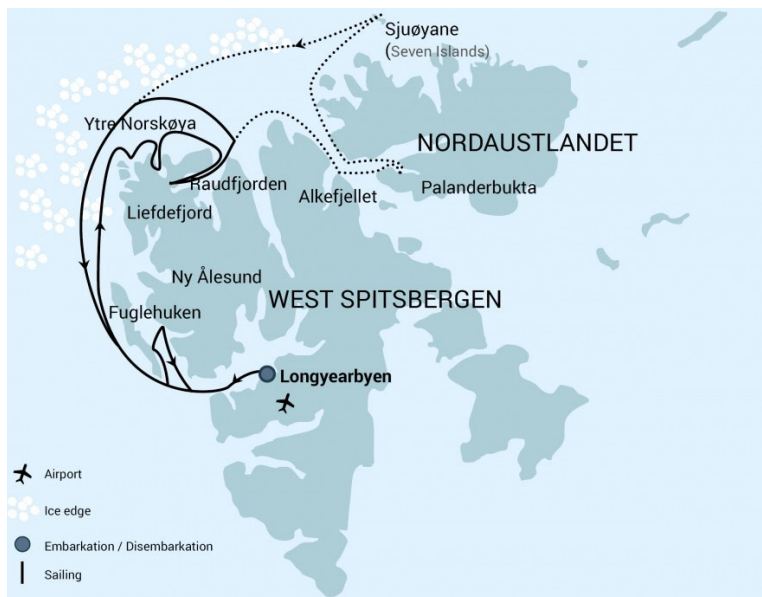 Sjuøyane
(Seven Islands)
Ytre Norskøya
NORDAUSTLANDET
Raudfjorden
Alkefjellet
Palanderbukta
Liefdefjord
Ny Ålesund
WEST SPITSBERGEN
Fuglehuken
Longyearbyen
Airport
Ice edge
Embarkation / Disembarkation
Sailing